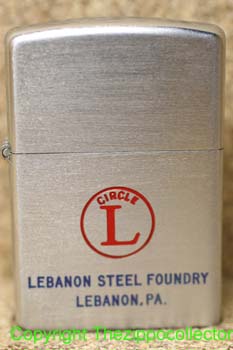 CIRCLE
L
LEBANON STEEL FOUNDRY
LEBANON, PA.
Copyright Thezippocollector